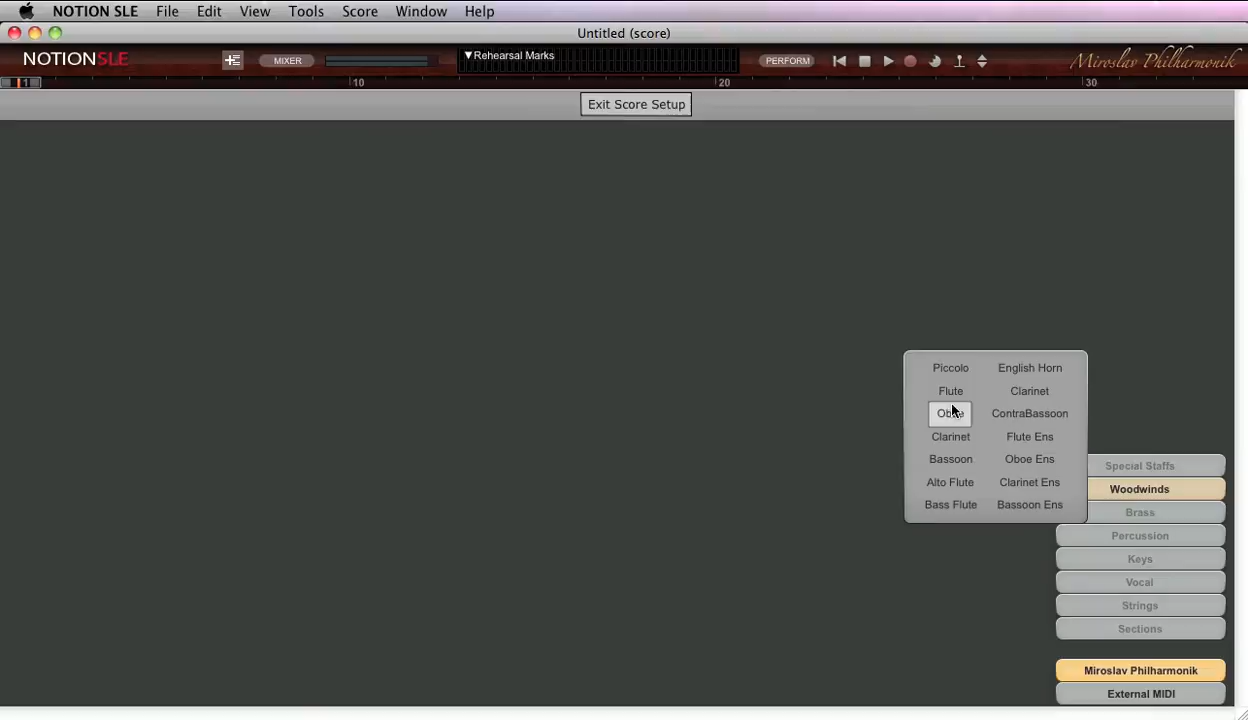 NOTION SLE File Edit View Tools Score Window Help
Untitled (score)
NOTIONSLE MIXER ▼Rehearsal Marks PERFORM Miroslav Philharmonik
1 10 20 30
Exit Score Setup
Piccolo English Horn
Flute Clarinet
Oboe ContraBassoon
Clarinet Flute Ens
Bassoon Oboe Ens
Alto Flute Clarinet Ens
Bass Flute Bassoon Ens
Special Staffs
Woodwinds
Brass
Percussion
Keys
Vocal
Strings
Sections
Miroslav Philharmonik
External MIDI